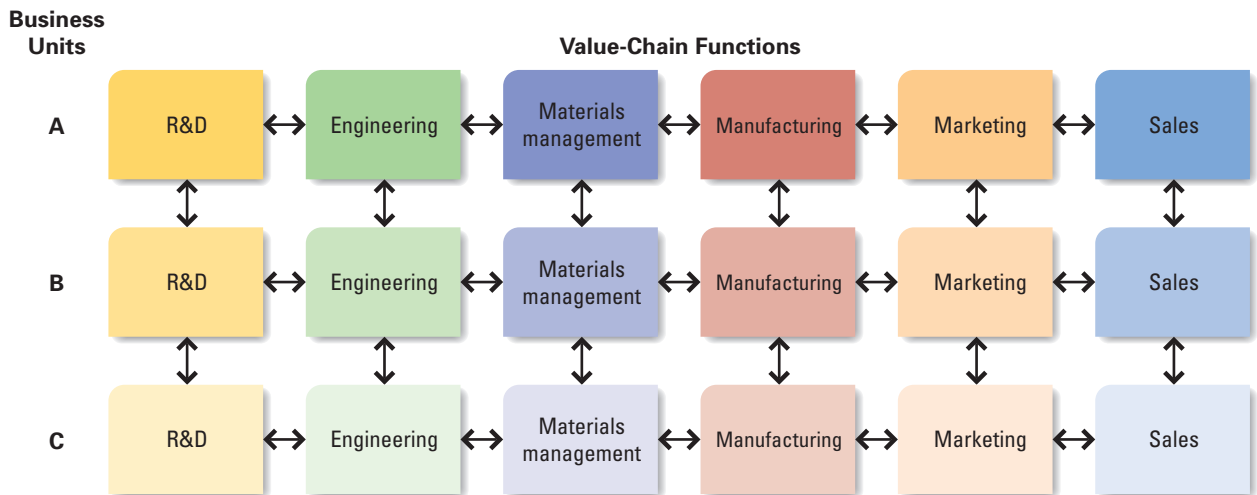 Business
Units
Value-Chain Functions
A
R&D
Engineering
Materials
management
Manufacturing
Marketing
Sales
B
R&D
Engineering
Materials
management
Manufacturing
Marketing
Sales
C
R&D
Engineering
Materials
management
Manufacturing
Marketing
Sales